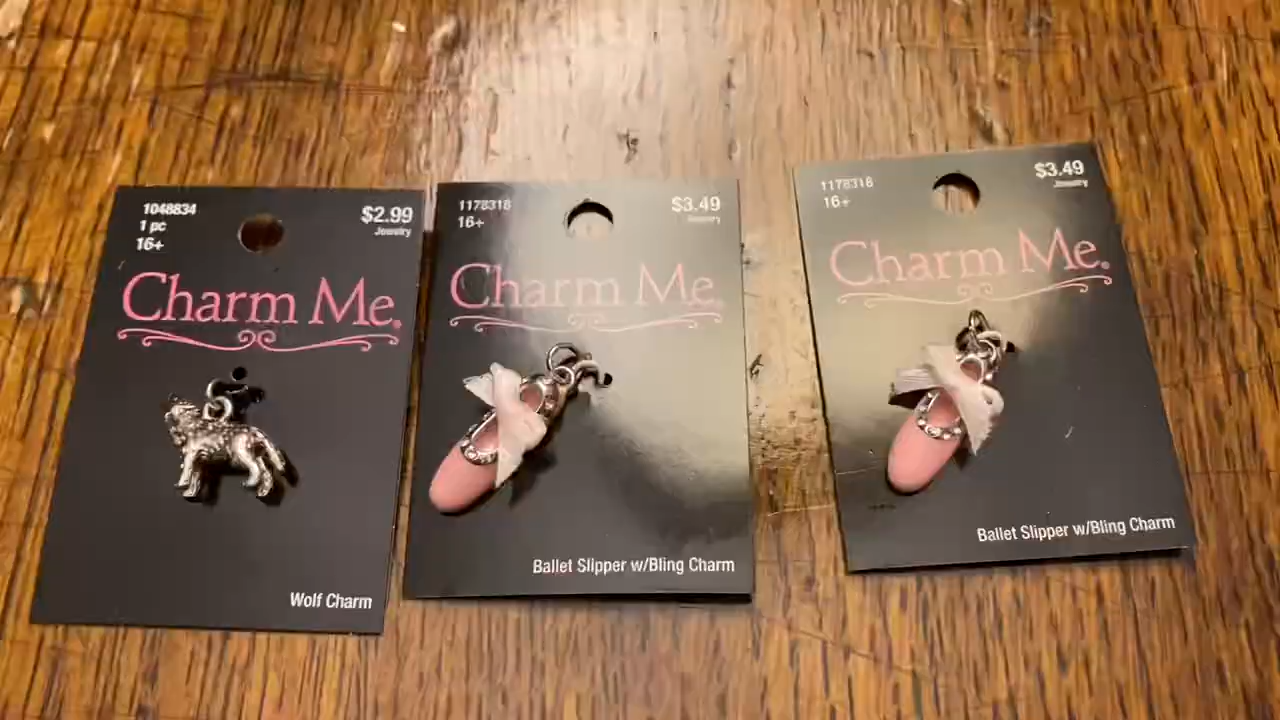 1048834
1 pc
16+
$2.99
Jewelry
Charm Me.
Wolf Charm
1178318
16+
$3.49
Jewelry
Charm Me.
Ballet Slipper w/Bling Charm
1178318
16+
$3.49
Jewelry
Charm Me.
Ballet Slipper w/Bling Charm